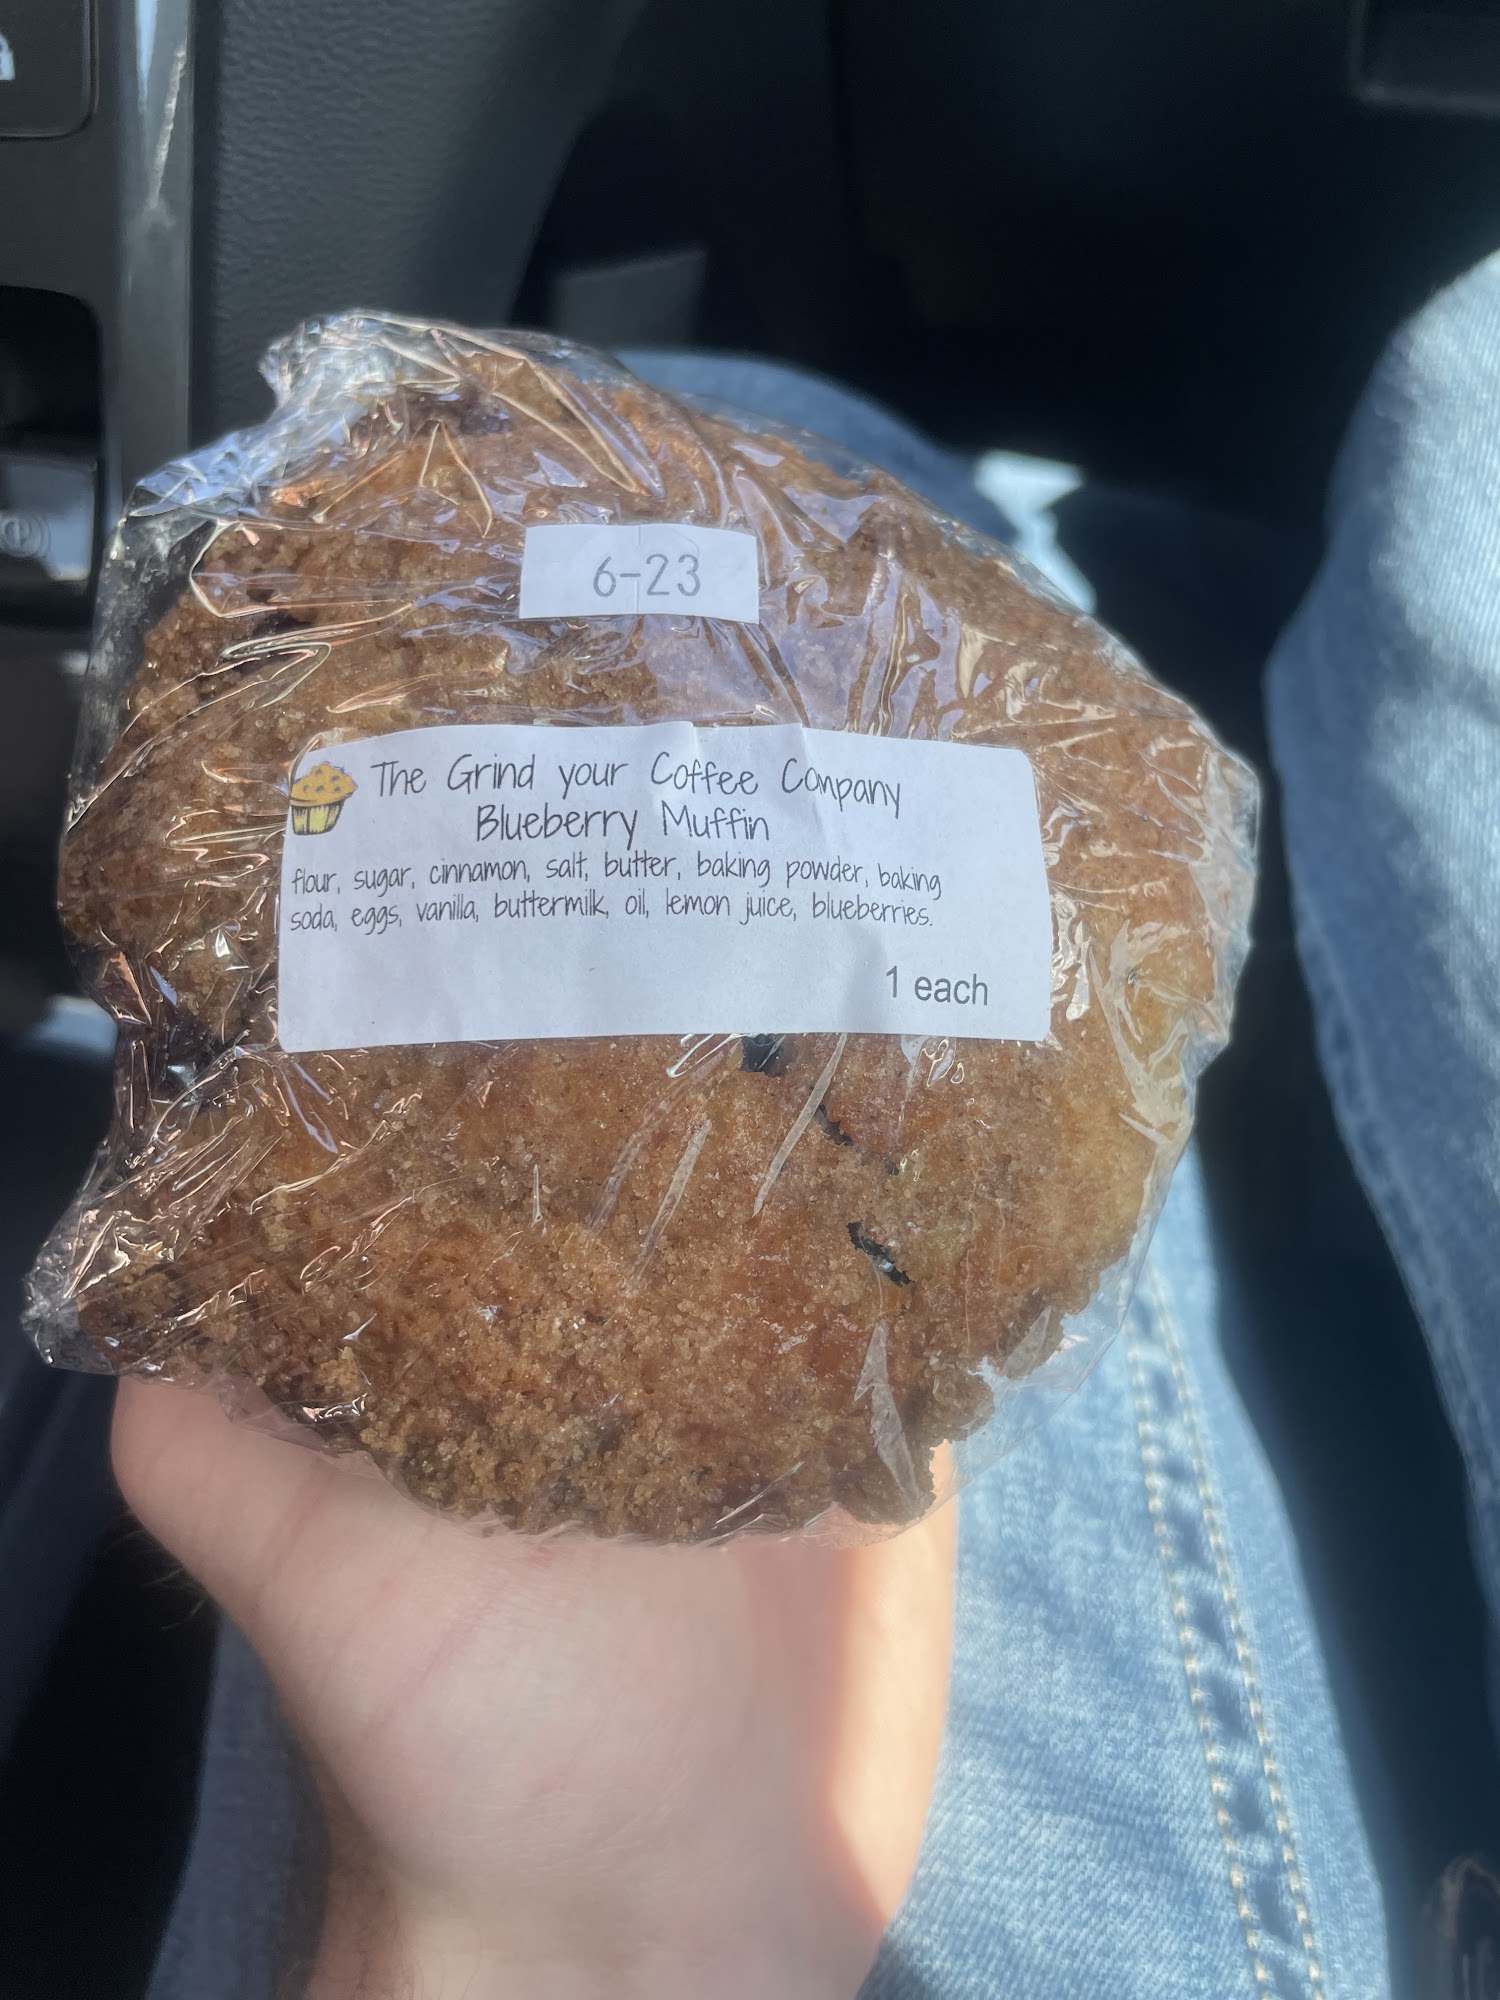 6-23
The Grind your Coffee Company
Blueberry Muffin
flour, sugar, cinnamon, salt, butter, baking powder, baking
soda, eggs, vanilla, buttermilk, oil, lemon juice, blueberries.
1 each